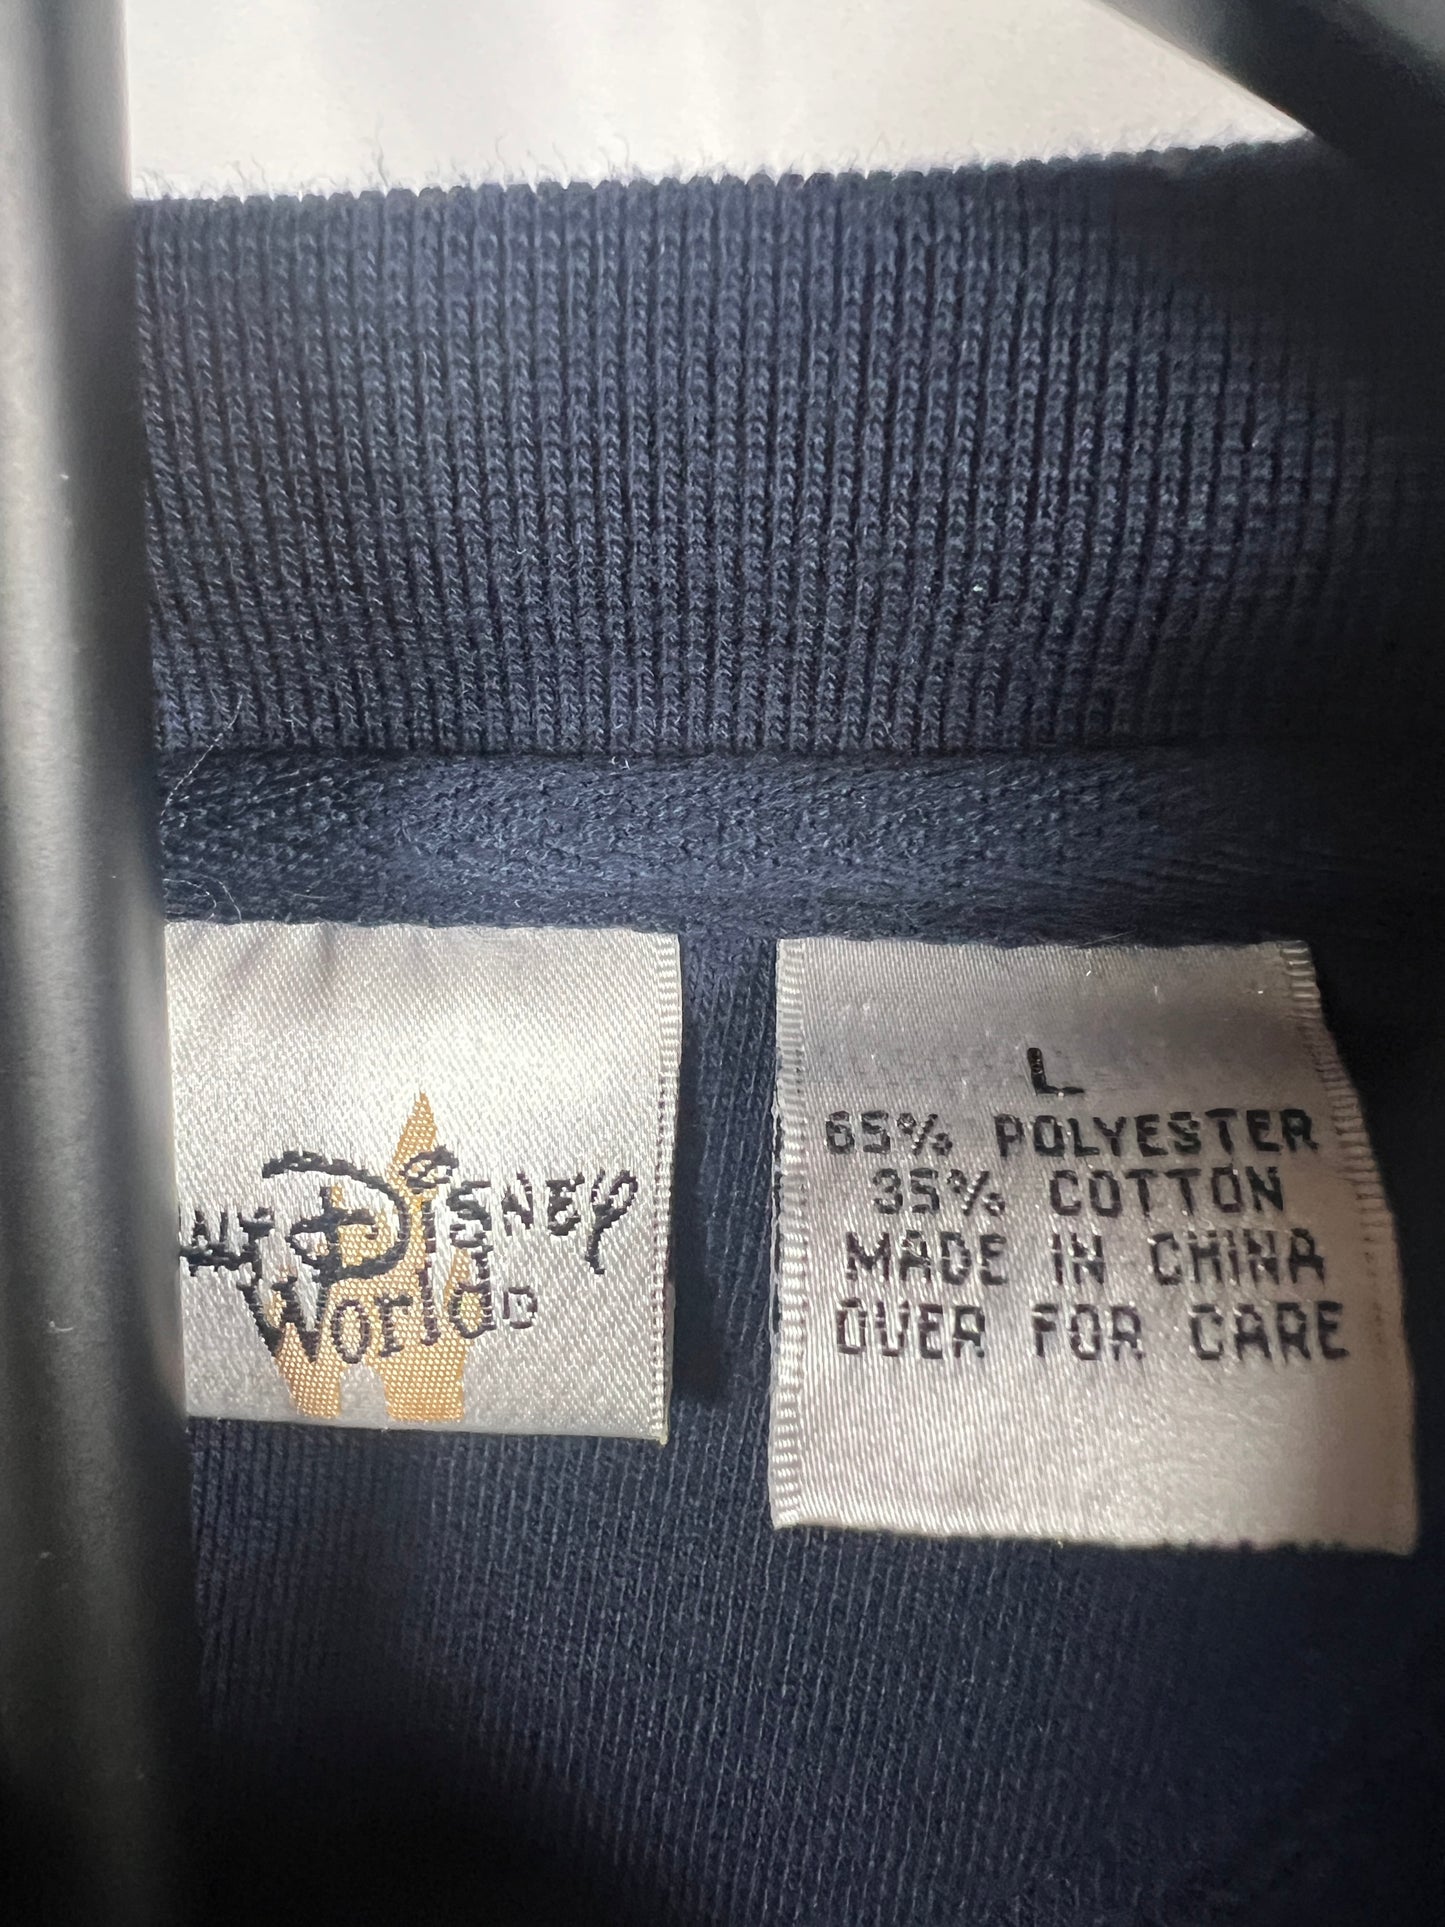 WALT DISNEY
World
L
65% POLYESTER
35% COTTON
MADE IN CHINA
OVER FOR CARE